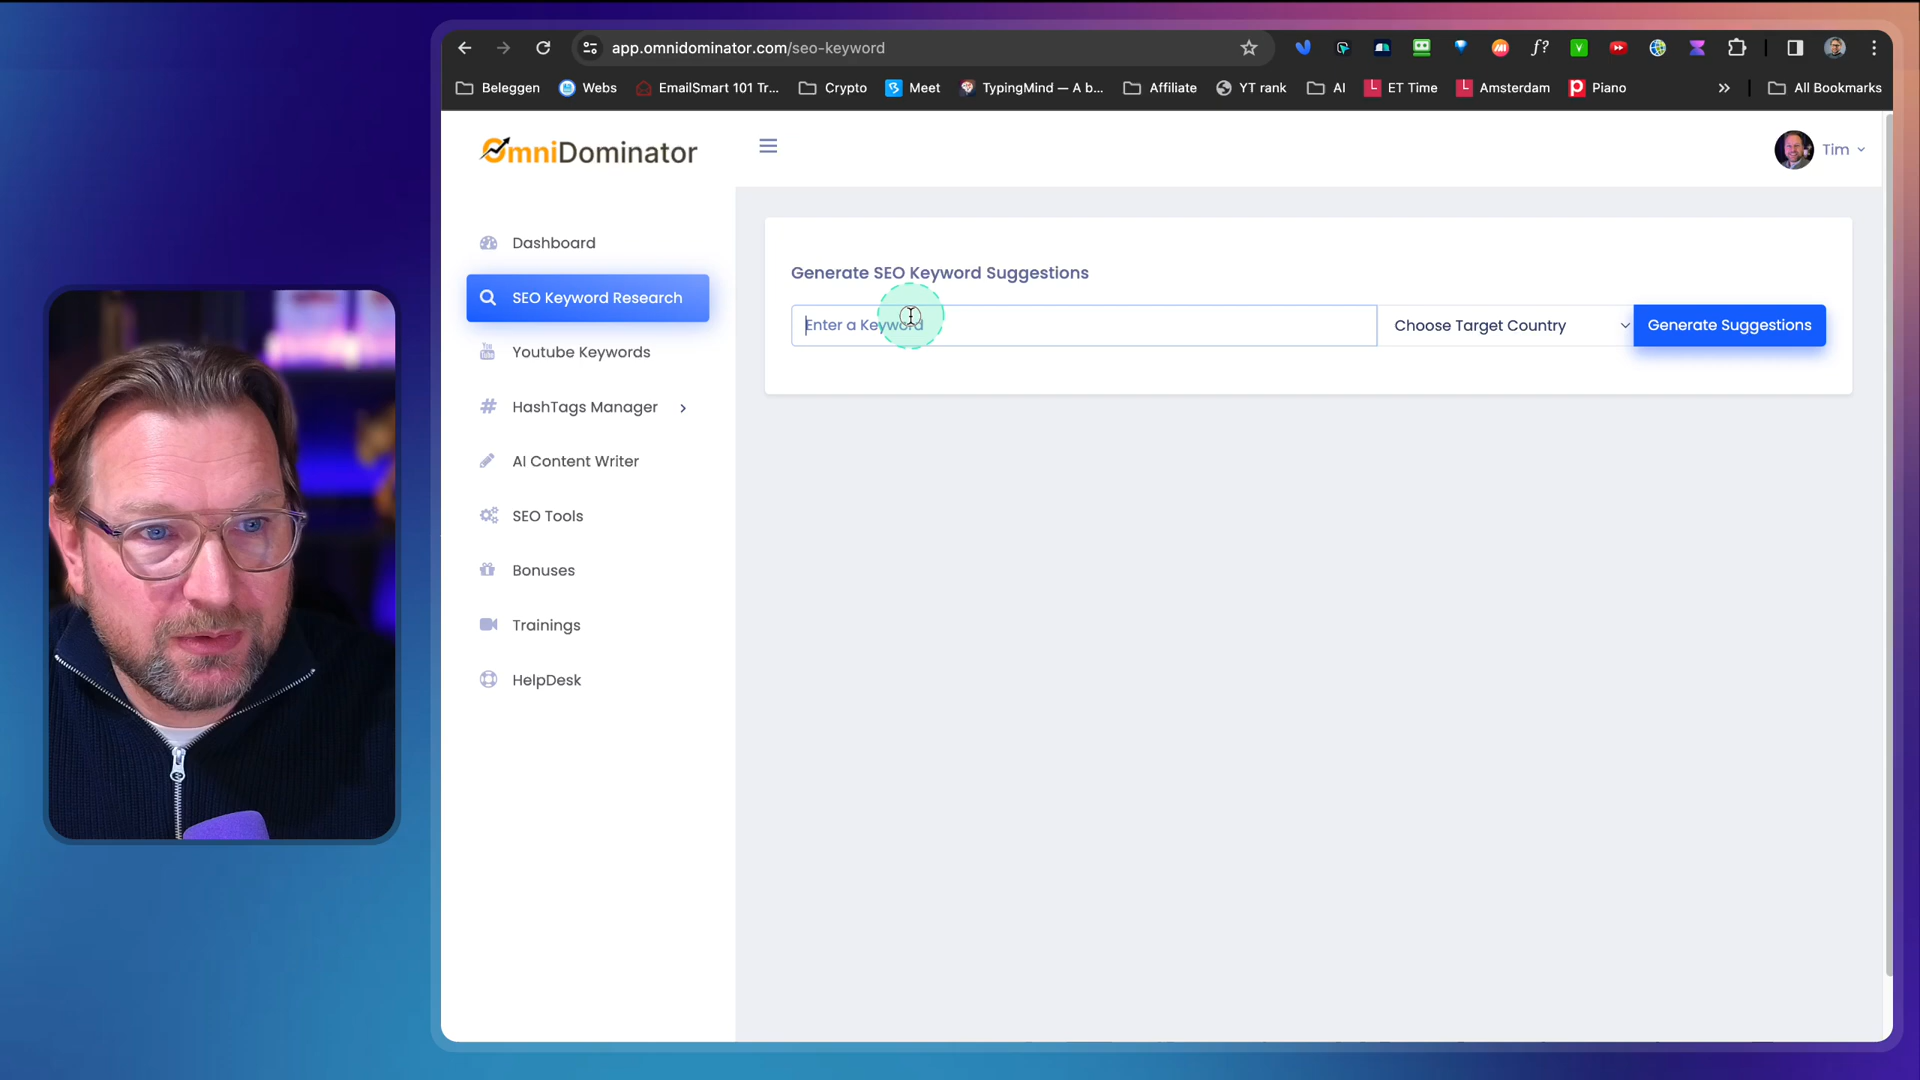 app.omnidominator.com/seo-keyword
f?
V
Beleggen
Webs
EmailSmart 101 Tr...
Crypto
Meet
TypingMind — A b...
Affiliate
YT rank
AI
L ET Time
L Amsterdam
Piano
»
All Bookmarks
OmniDominator
Tim
Dashboard
SEO Keyword Research
Youtube Keywords
HashTags Manager
AI Content Writer
SEO Tools
Bonuses
Trainings
HelpDesk
Generate SEO Keyword Suggestions
Enter a Keyword
Choose Target Country
Generate Suggestions